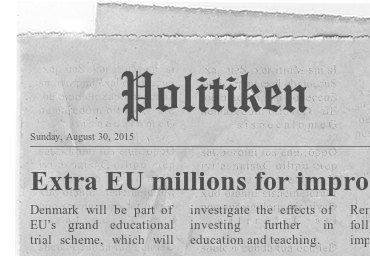 Politiken
Sunday, August 30, 2015
Extra EU millions for impro
Denmark will be part of
EU's grand educational
trial scheme, which will
investigate the effects of
investing further in
education and teaching.
Ren
foll
imp